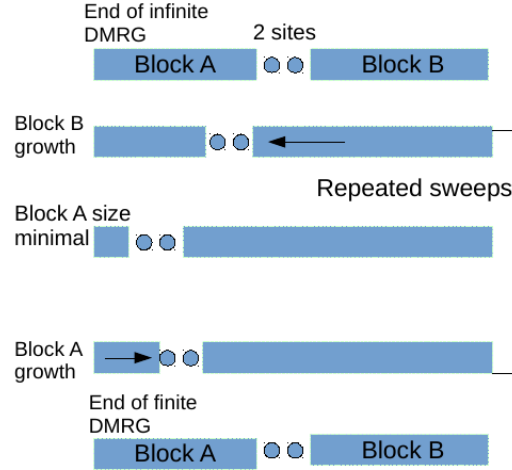 End of infinite
DMRG
2 sites
Block A
Block B
Block B
growth
Repeated sweeps
Block A size
minimal
Block A
growth
End of finite
DMRG
Block A
Block B